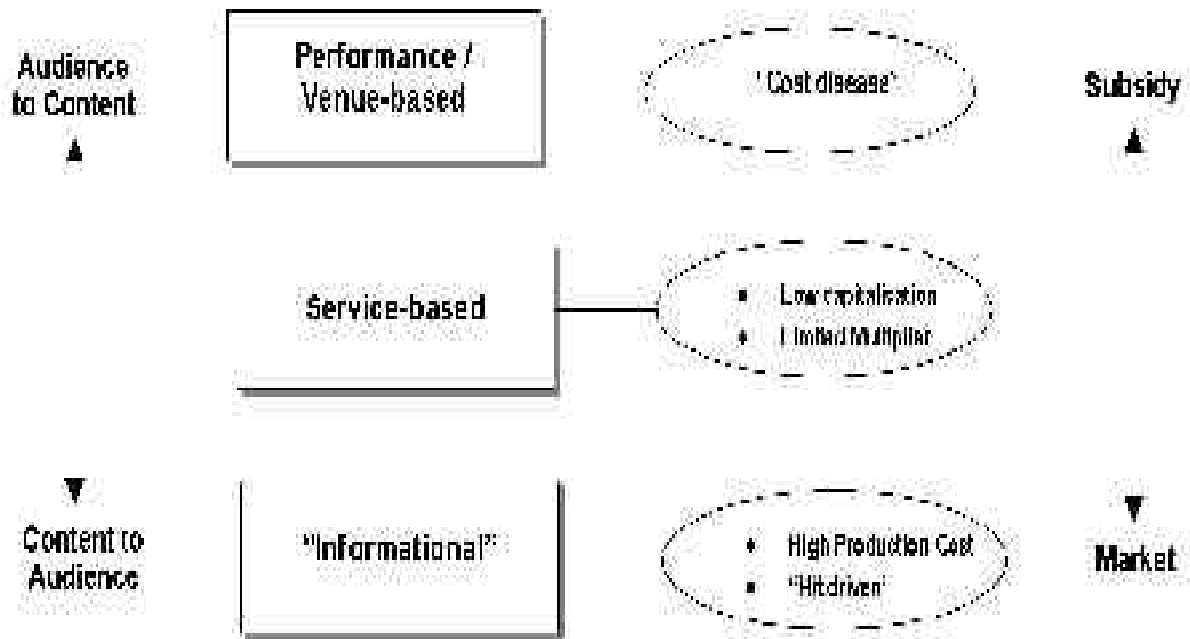 Audience
to Content
Performance /
Venue-based
"Cost disease"
Subsidy
Service-based
• Low capitalisation
• Limited Multiplier
Content to
Audience
"Informational"
• High Production Cost
• "Hit driven"
Market